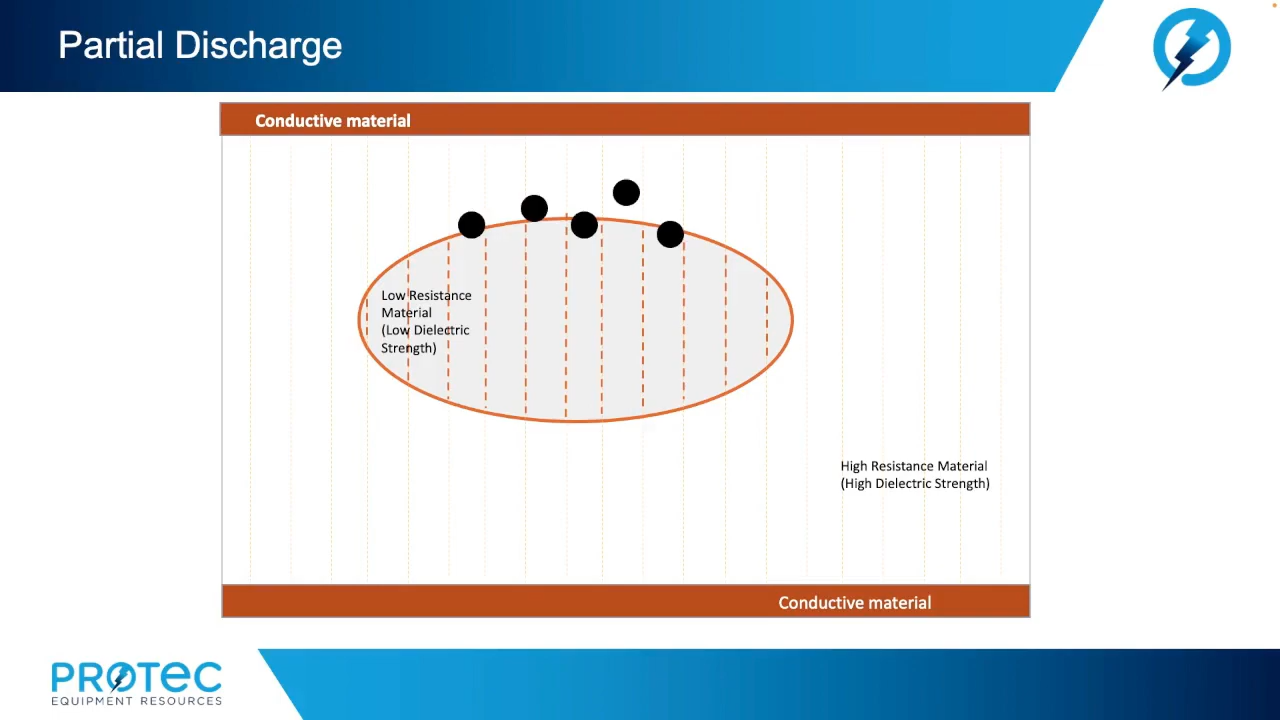 Partial Discharge
Conductive material
Low Resistance
Material
(Low Dielectric
Strength)
High Resistance Material
(High Dielectric Strength)
Conductive material
PROTEC
EQUIPMENT RESOURCES